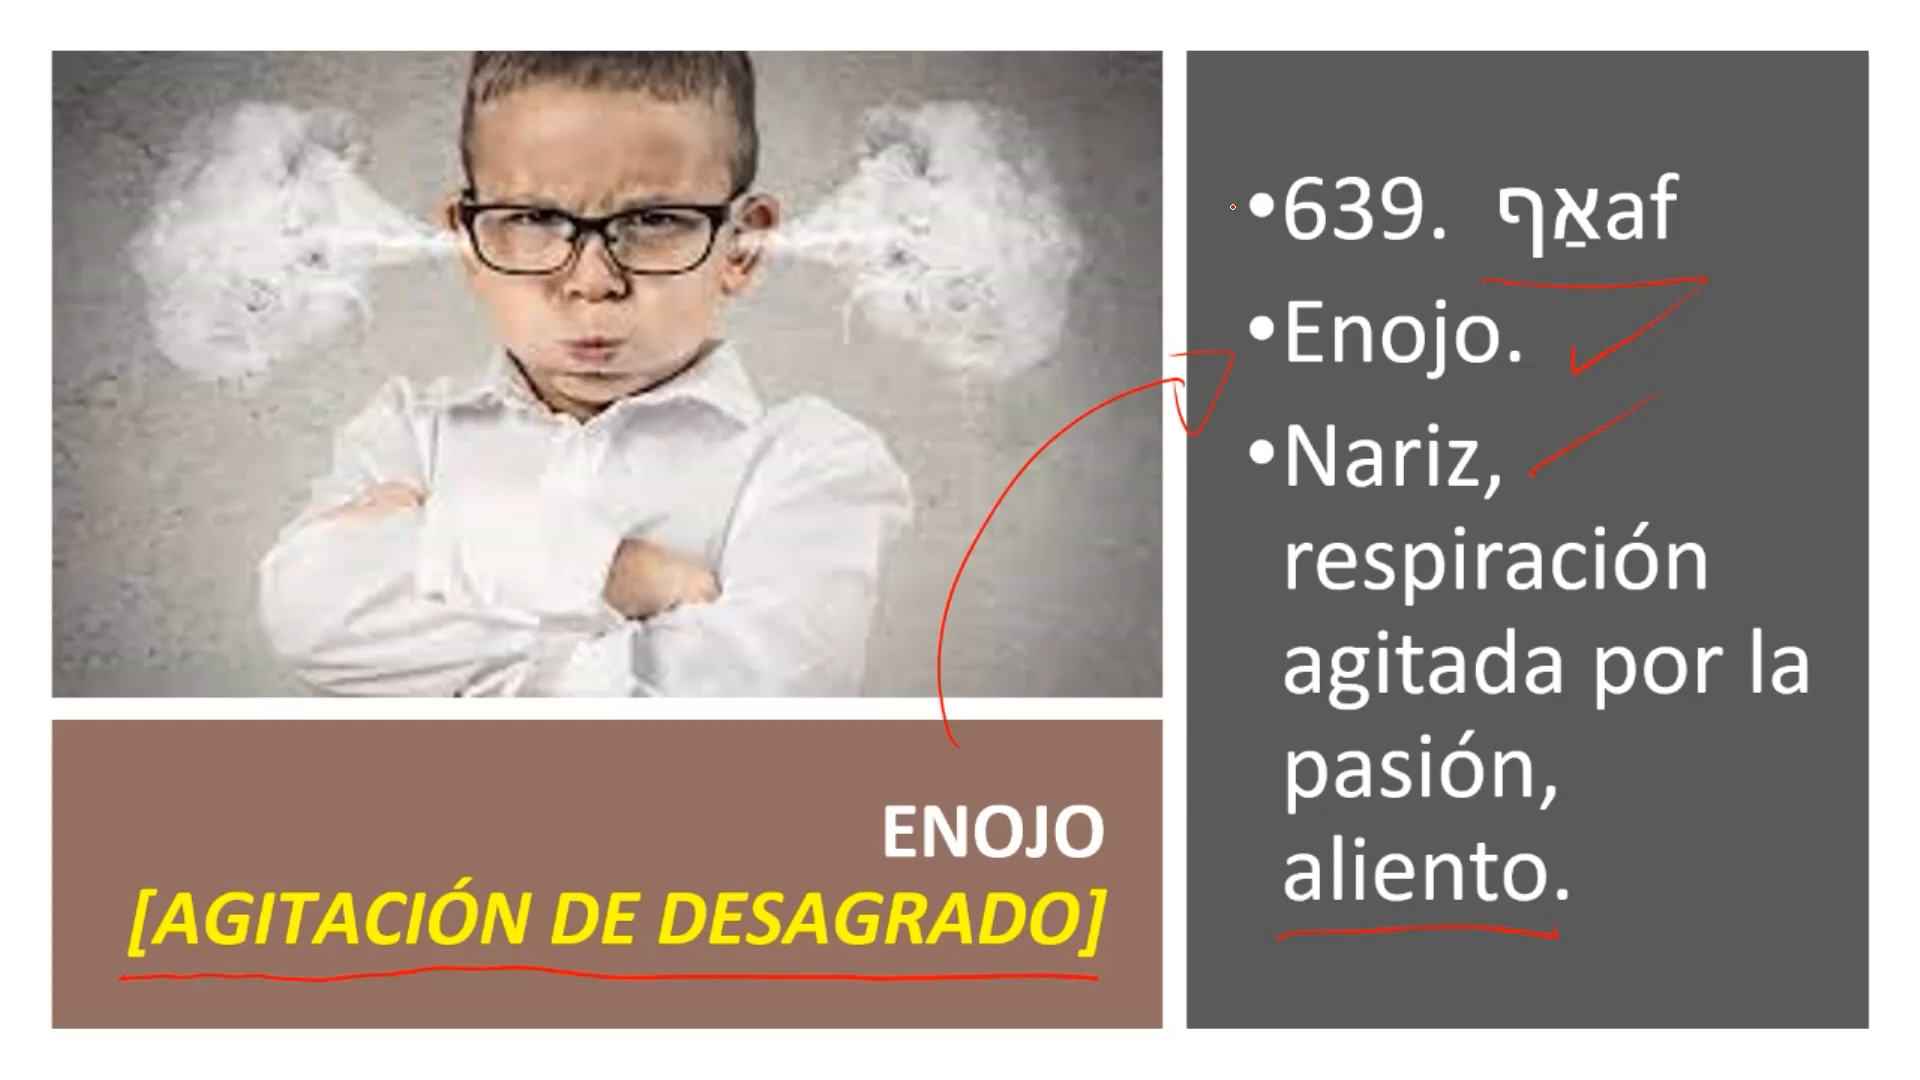 ENOJO
[AGITACIÓN DE DESAGRADO]
•639. אַף af
•Enojo.
•Nariz,
respiración
agitada por la
pasión,
aliento.